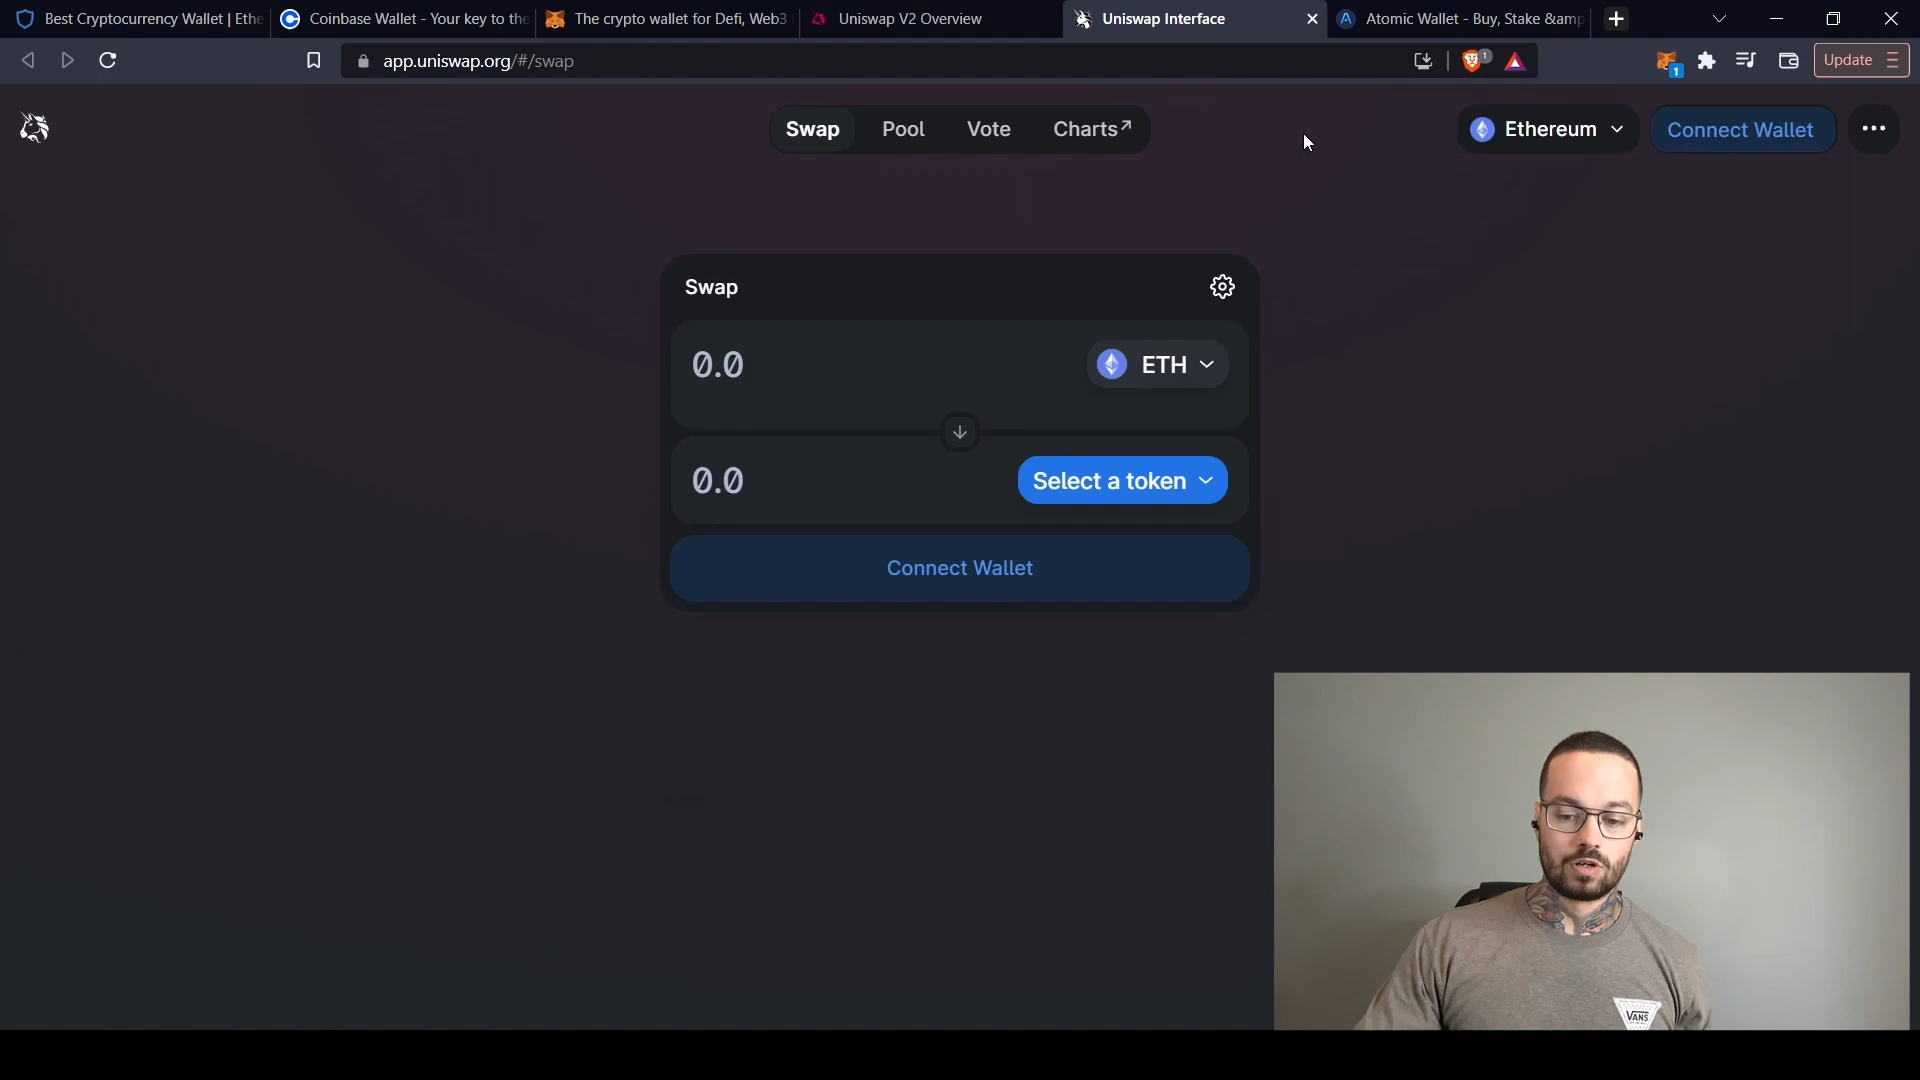 Best Cryptocurrency Wallet | Ethe
Coinbase Wallet - Your key to the
The crypto wallet for Defi, Web3
Uniswap V2 Overview
Uniswap Interface
Atomic Wallet - Buy, Stake &amp
app.uniswap.org/#/swap
1
1
Update
Swap
Pool
Vote
Charts↗
Ethereum
Connect Wallet
Swap
0.0
ETH
0.0
Select a token
Connect Wallet
VANS